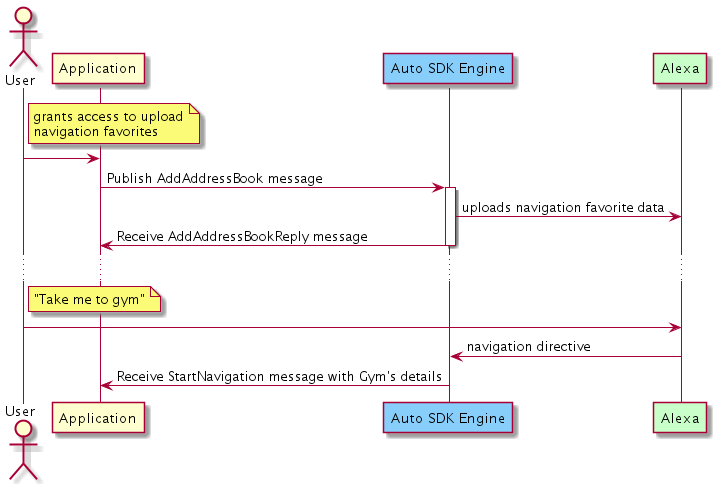 User
Application
Auto SDK Engine
Alexa
grants access to upload
navigation favorites
Publish AddAddressBook message
uploads navigation favorite data
Receive AddAddressBookReply message
"Take me to gym"
navigation directive
Receive StartNavigation message with Gym's details
User
Application
Auto SDK Engine
Alexa